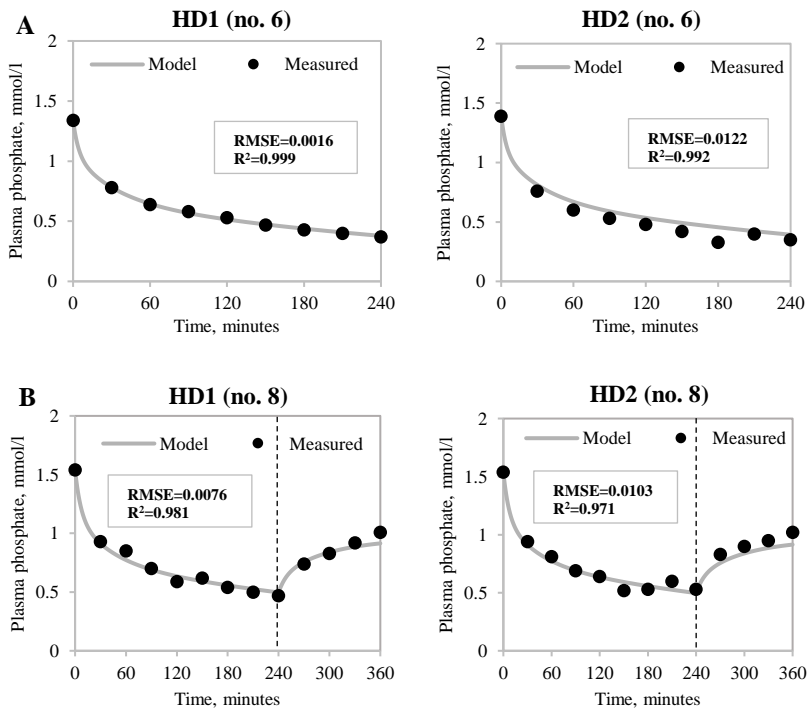 A
HD1 (no. 6)
Plasma phosphate, mmol/l
2
1.5
1
0.5
0
Model
Measured
RMSE=0.0016
R²=0.999
0 60 120 180 240
Time, minutes
HD2 (no. 6)
Plasma phosphate, mmol/l
2
1.5
1
0.5
0
Model
Measured
RMSE=0.0122
R²=0.992
0 60 120 180 240
Time, minutes
B
HD1 (no. 8)
Plasma phosphate, mmol/l
2
1.5
1
0.5
0
Model
Measured
RMSE=0.0076
R²=0.981
0 60 120 180 240 300 360
Time, minutes
HD2 (no. 8)
Plasma phosphate, mmol/l
2
1.5
1
0.5
0
Model
Measured
RMSE=0.0103
R²=0.971
0 60 120 180 240 300 360
Time, minutes